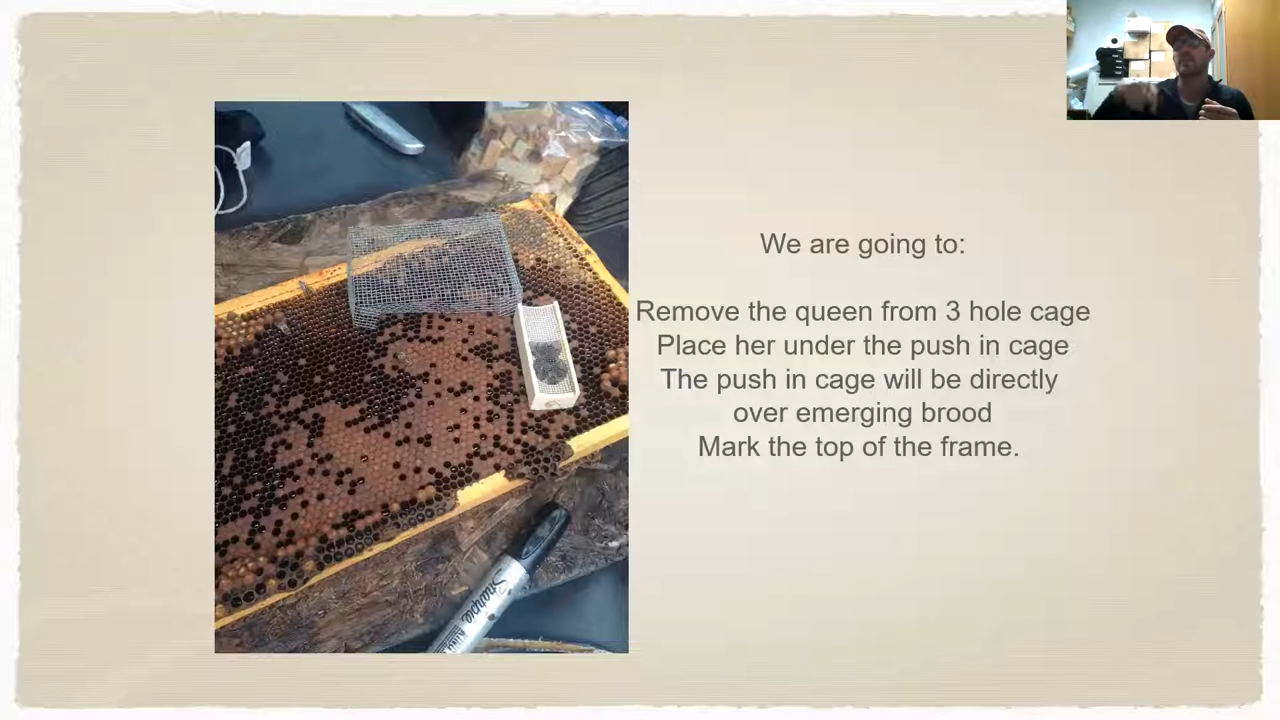 We are going to:
Remove the queen from 3 hole cage
Place her under the push in cage
The push in cage will be directly
over emerging brood
Mark the top of the frame.
Sharpie